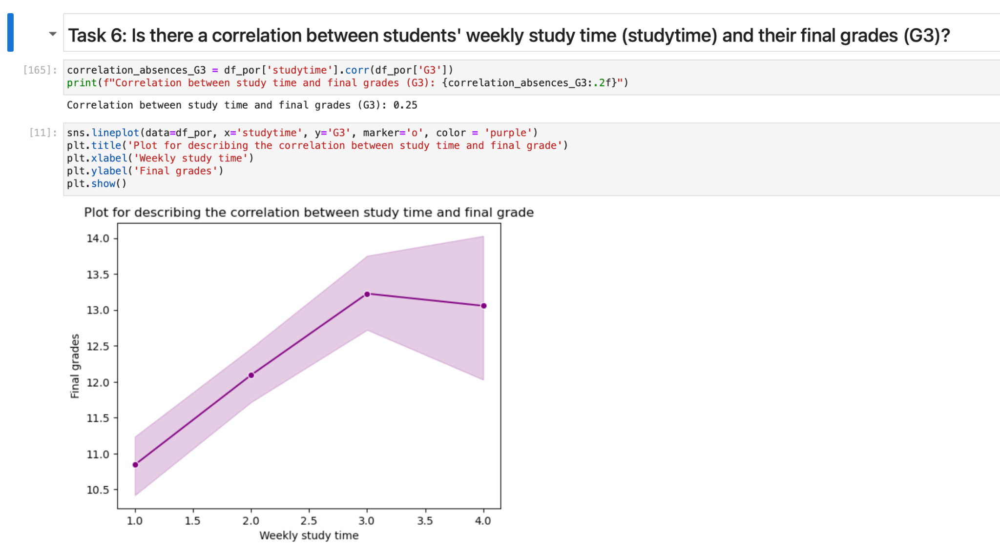 Task 6: Is there a correlation between students' weekly study time (studytime) and their final grades (G3)?
[165]: correlation_absences_G3 = df_por['studytime'].corr(df_por['G3'])
print(f"Correlation between study time and final grades (G3): {correlation_absences_G3:.2f}")
Correlation between study time and final grades (G3): 0.25
[11]: sns.lineplot(data=df_por, x='studytime', y='G3', marker='o', color = 'purple')
plt.title('Plot for describing the correlation between study time and final grade')
plt.xlabel('Weekly study time')
plt.ylabel('Final grades')
plt.show()
Plot for describing the correlation between study time and final grade
14.0
13.5
13.0
12.5
12.0
11.5
11.0
10.5
Final grades
1.0 1.5 2.0 2.5 3.0 3.5 4.0
Weekly study time